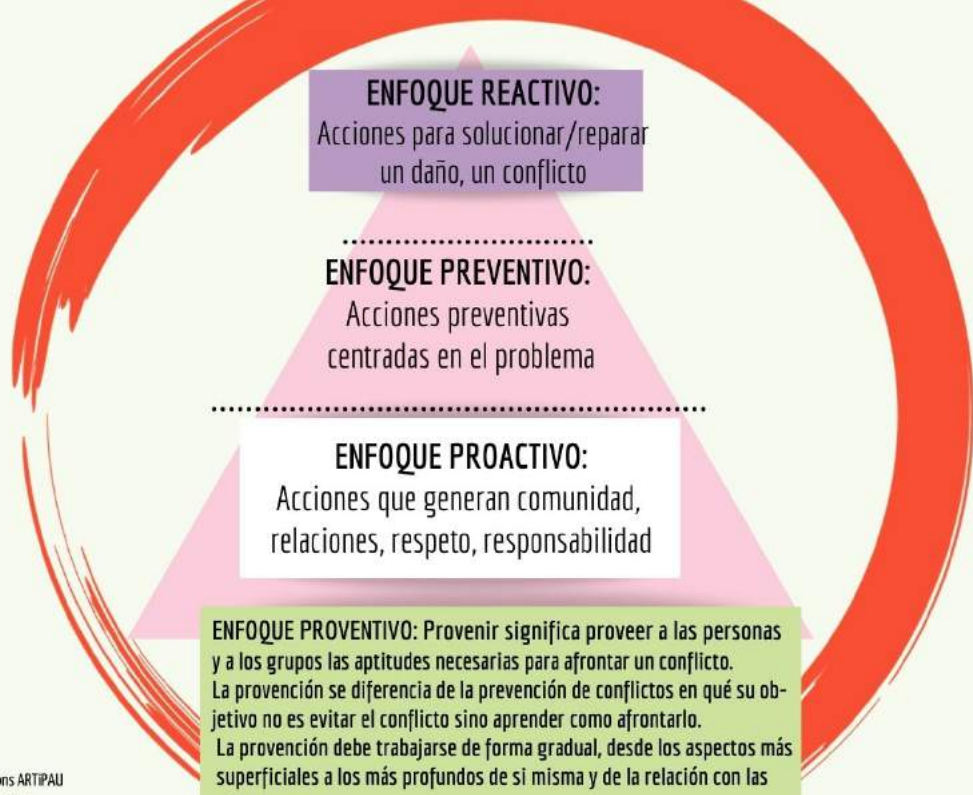 ENFOQUE REACTIVO:
Acciones para solucionar/reparar
un daño, un conflicto
ENFOQUE PREVENTIVO:
Acciones preventivas
centradas en el problema
ENFOQUE PROACTIVO:
Acciones que generan comunidad,
relaciones, respeto, responsabilidad
ENFOQUE PROVENTIVO: Provenir significa proveer a las personas
y a los grupos las aptitudes necesarias para afrontar un conflicto.
La provención se diferencia de la prevención de conflictos en qué su ob-
jetivo no es evitar el conflicto sino aprender como afrontarlo.
La provención debe trabajarse de forma gradual, desde los aspectos más
superficiales a los más profundos de si misma y de la relación con las
ARTiPAU